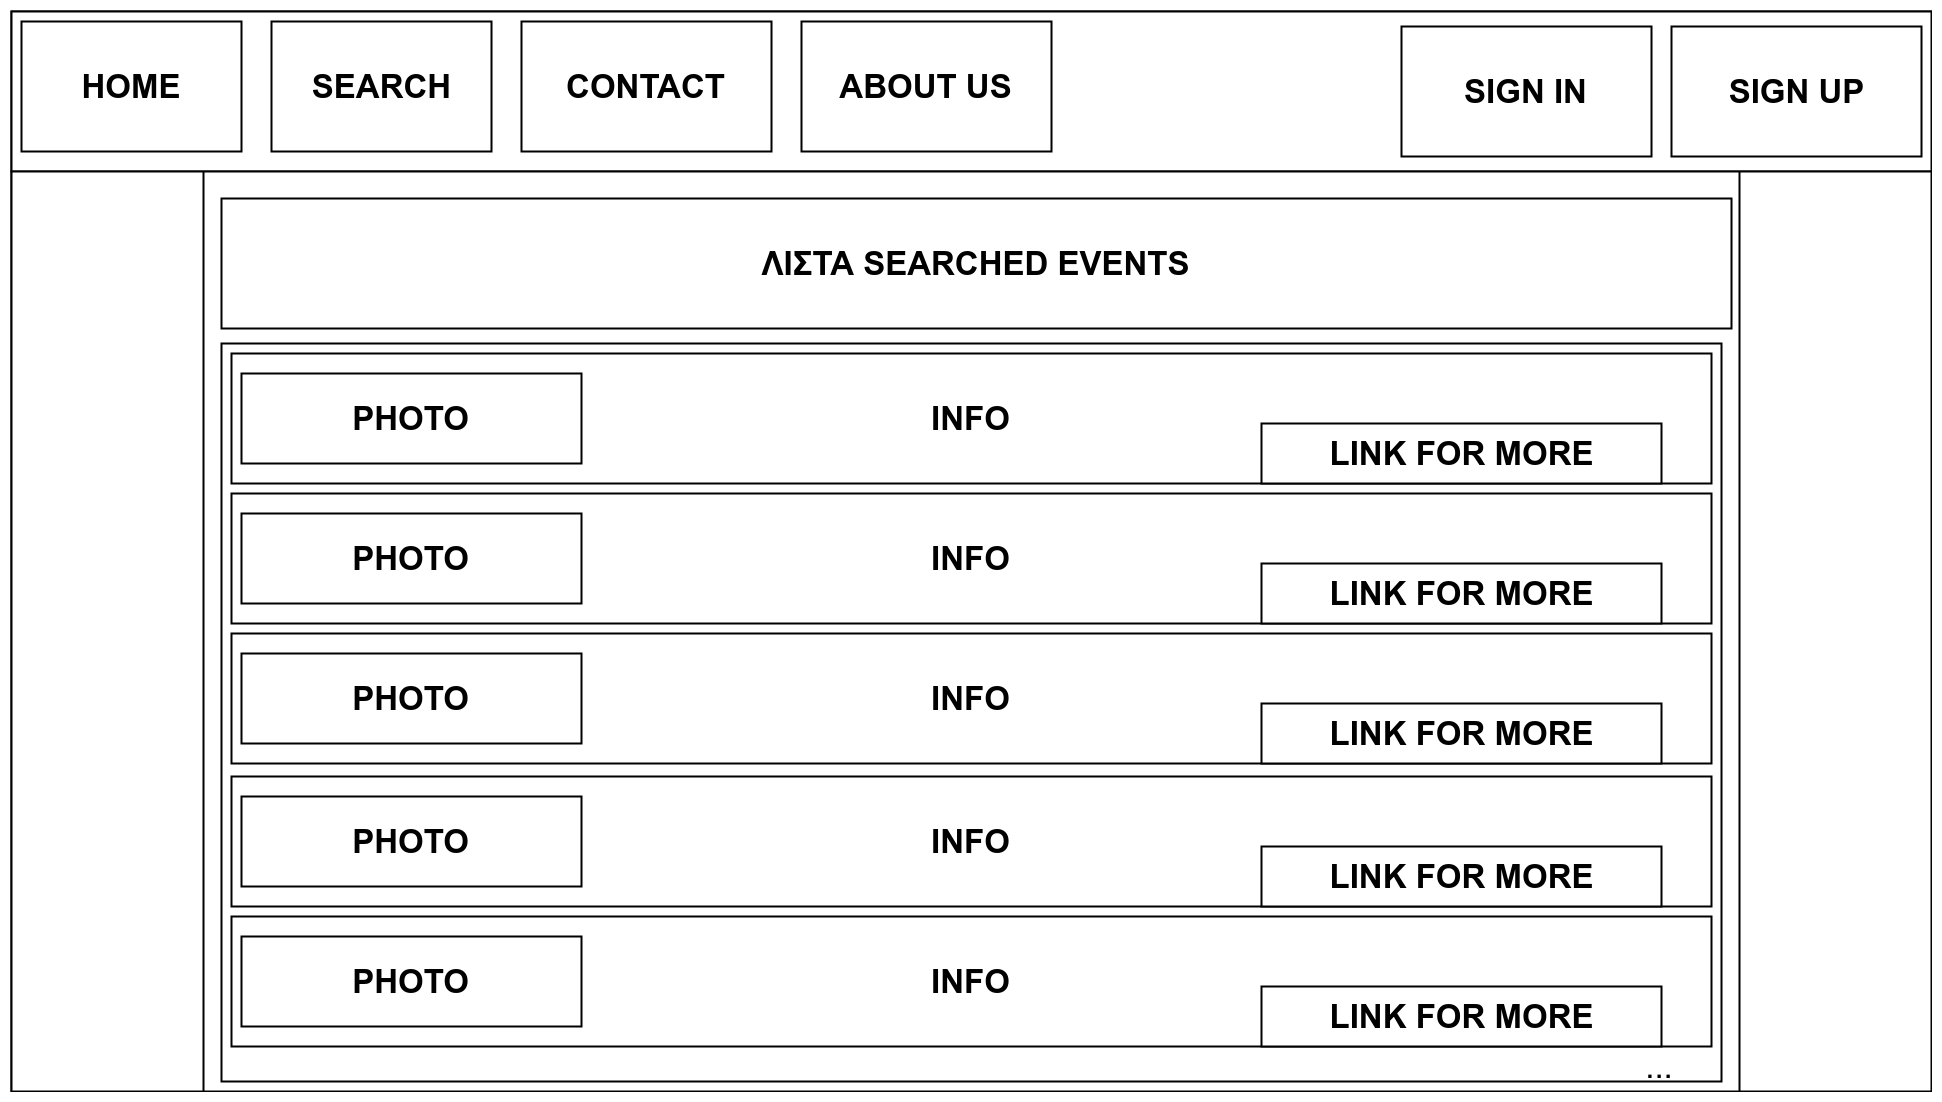 HOME
SEARCH
CONTACT
ABOUT US
SIGN IN
SIGN UP
ΛΙΣΤΑ SEARCHED EVENTS
PHOTO
INFO
LINK FOR MORE
PHOTO
INFO
LINK FOR MORE
PHOTO
INFO
LINK FOR MORE
PHOTO
INFO
LINK FOR MORE
PHOTO
INFO
LINK FOR MORE
...